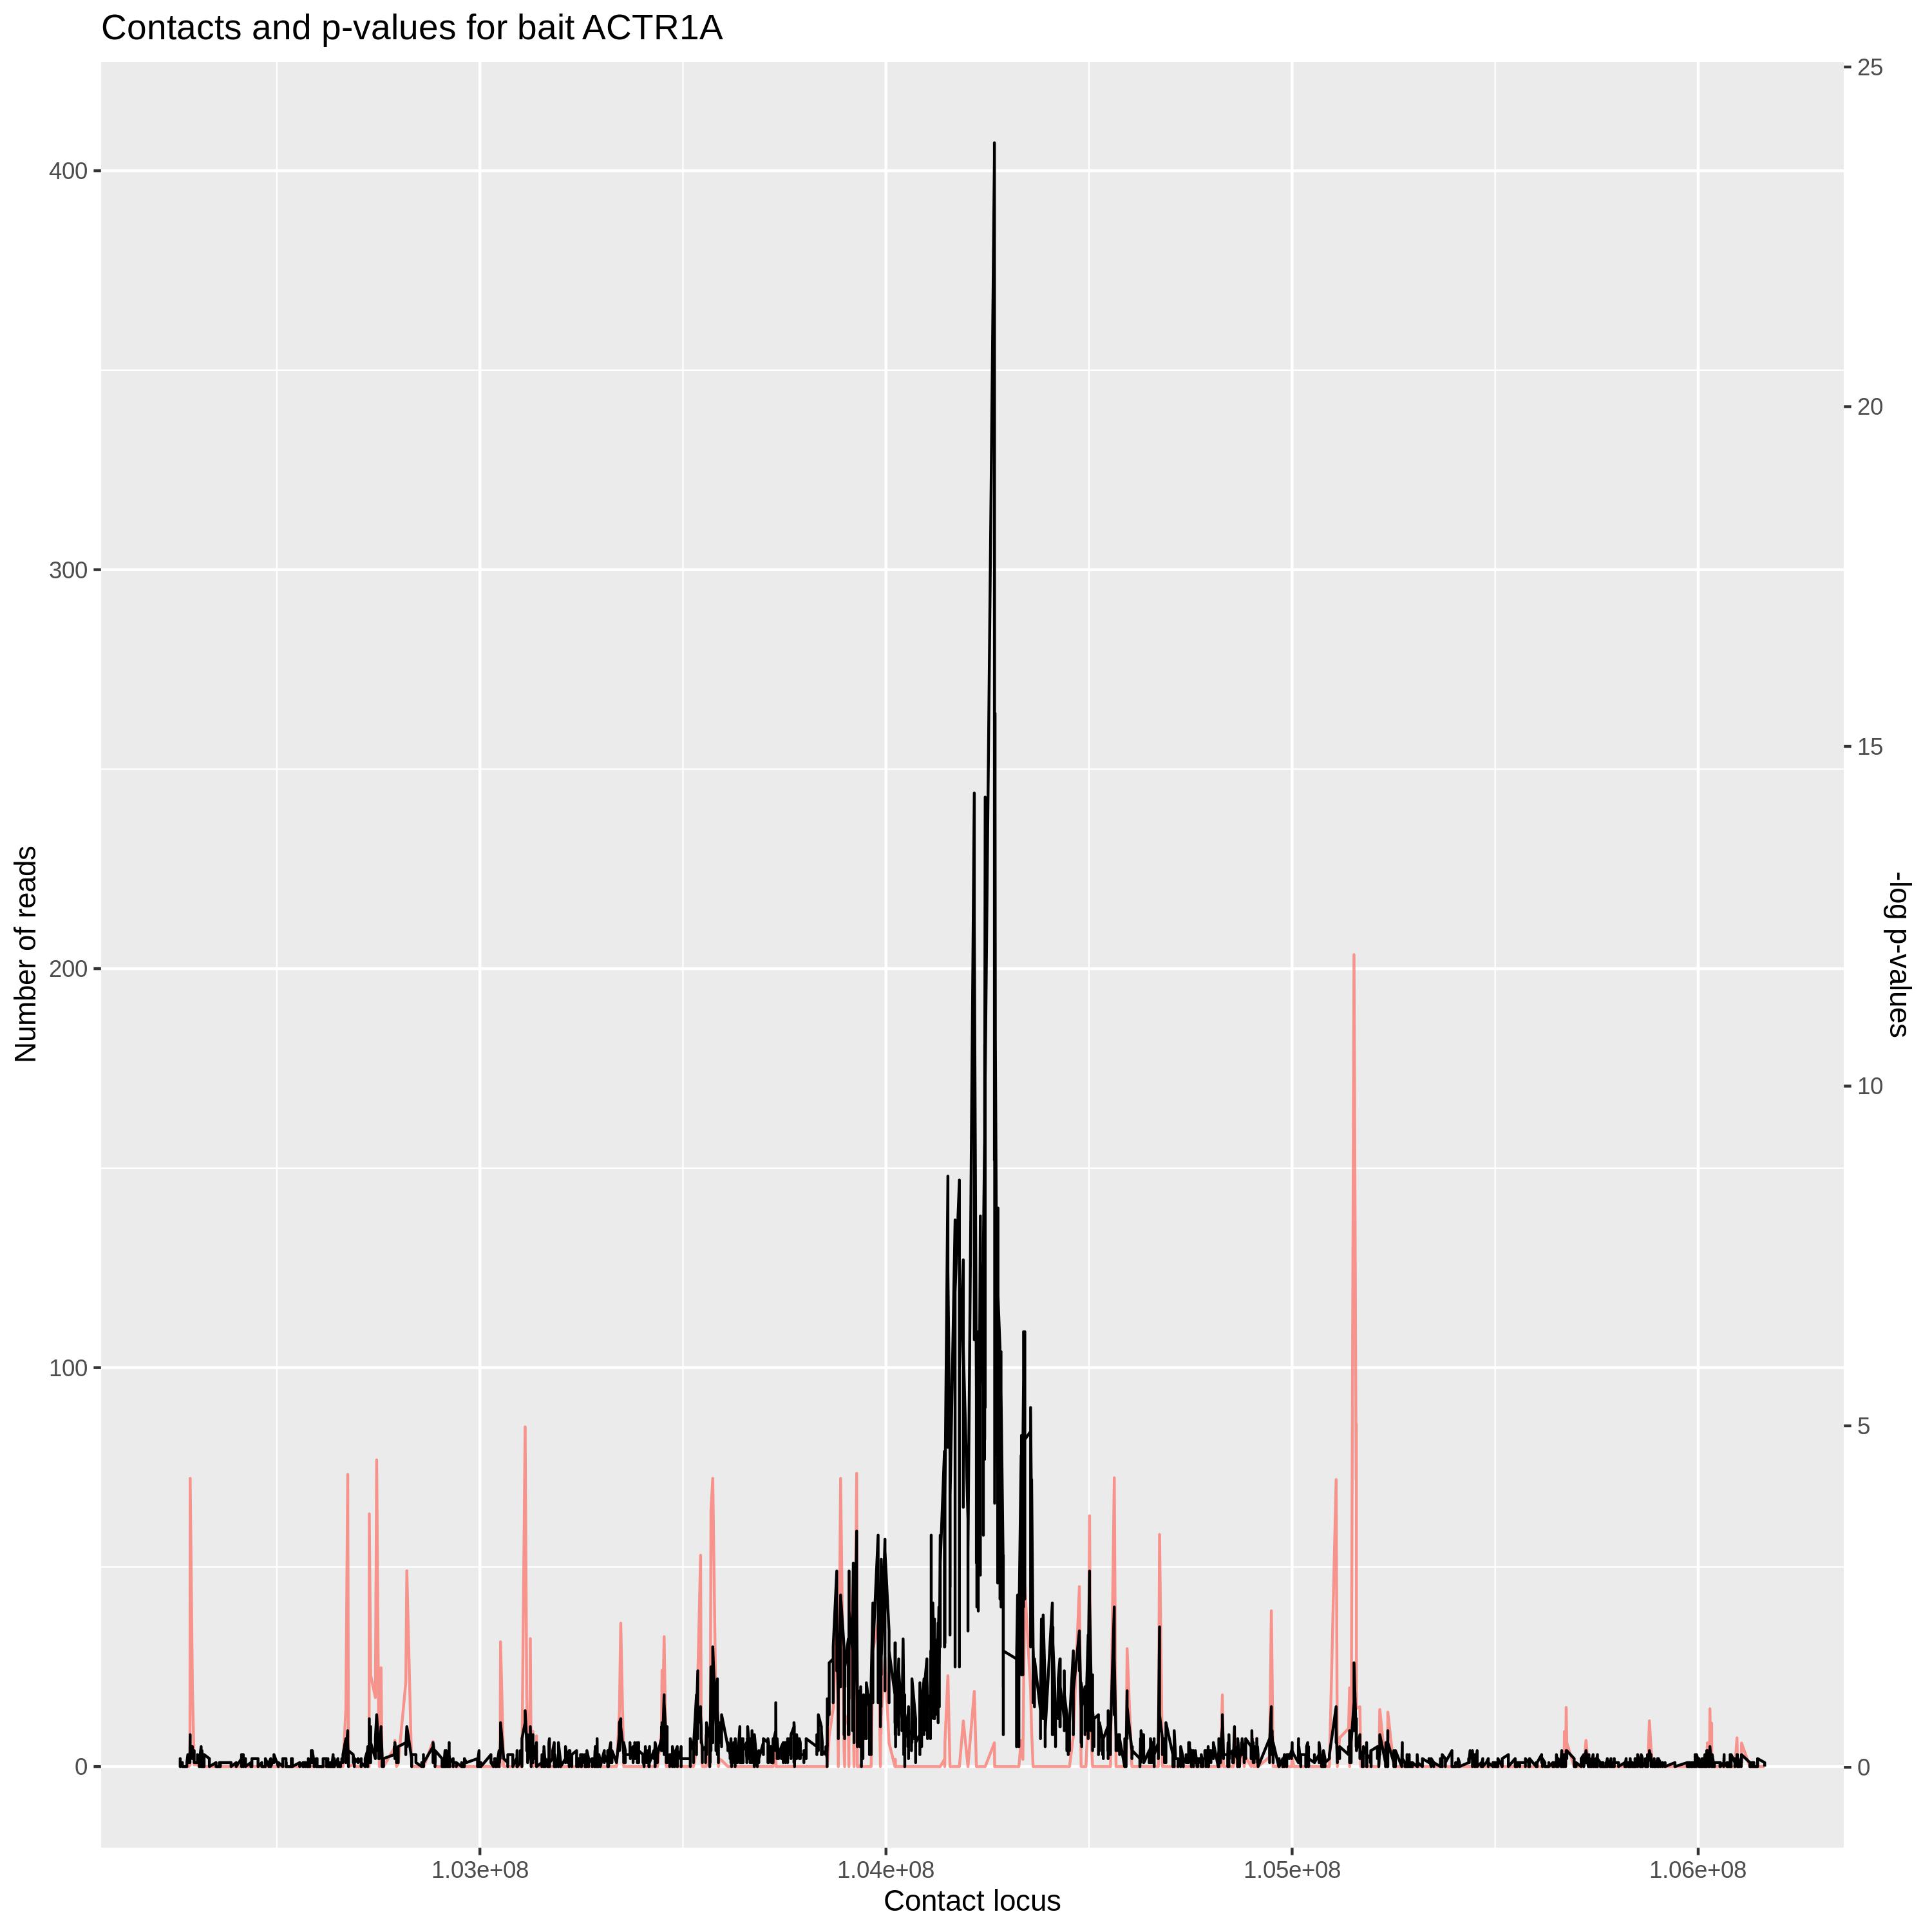 Contacts and p-values for bait ACTR1A
25
400
20
300
15
Number of reads
-log p-values
200
10
100
5
0
0
1.03e+08
1.04e+08
1.05e+08
1.06e+08
Contact locus